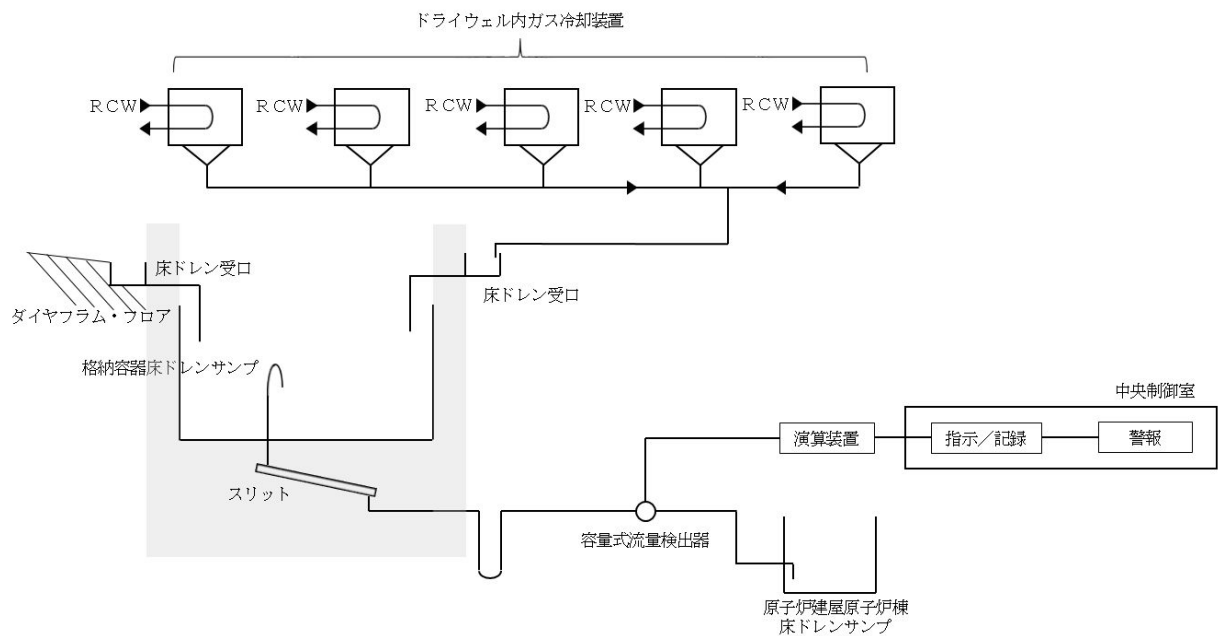 ドライウェル内ガス冷却装置
ＲＣＷ
ＲＣＷ
ＲＣＷ
ＲＣＷ
ＲＣＷ
床ドレン受口
床ドレン受口
ダイヤフラム・フロア
格納容器床ドレンサンプ
中央制御室
演算装置
指示／記録
警報
スリット
容量式流量検出器
原子炉建屋原子炉棟
床ドレンサンプ